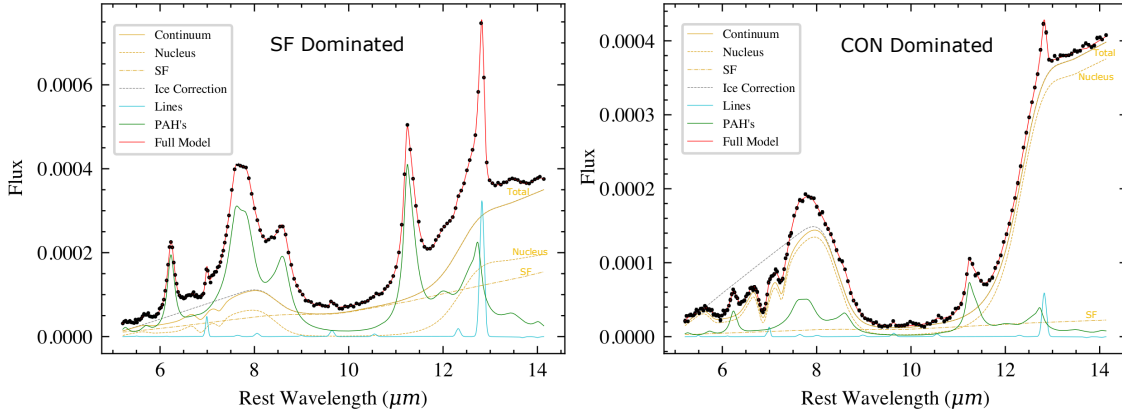 SF Dominated
Continuum
Nucleus
SF
Ice Correction
Lines
PAH's
Full Model
Total
Nucleus
SF
0.0006
0.0004
0.0002
0.0000
Flux
6 8 10 12 14
Rest Wavelength (μm)
CON Dominated
Continuum
Nucleus
SF
Ice Correction
Lines
PAH's
Full Model
Total
Nucleus
SF
0.0004
0.0003
0.0002
0.0001
0.0000
Flux
6 8 10 12 14
Rest Wavelength (μm)